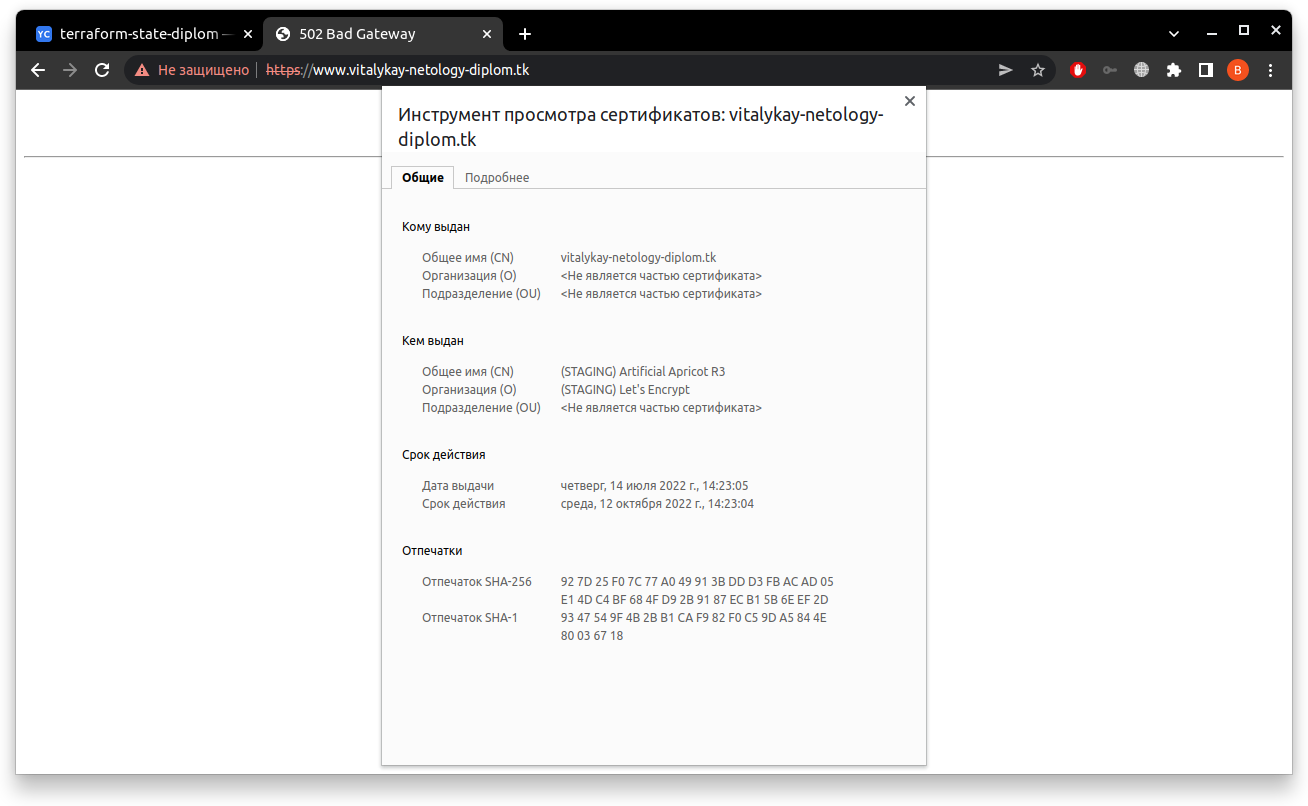 YC terraform-state-diplom — 502 Bad Gateway
Не защищено https://www.vitalykay-netology-diplom.tk В
Инструмент просмотра сертификатов: vitalykay-netology-
diplom.tk
Общие Подробнее
Кому выдан
Общее имя (CN) vitalykay-netology-diplom.tk
Организация (O) <Не является частью сертификата>
Подразделение (OU) <Не является частью сертификата>
Кем выдан
Общее имя (CN) (STAGING) Artificial Apricot R3
Организация (O) (STAGING) Let's Encrypt
Подразделение (OU) <Не является частью сертификата>
Срок действия
Дата выдачи четверг, 14 июля 2022 г., 14:23:05
Срок действия среда, 12 октября 2022 г., 14:23:04
Отпечатки
Отпечаток SHA-256 92 7D 25 F0 7C 77 A0 49 91 3B DD D3 FB AC AD 05
E1 4D C4 BF 68 4F D9 2B 91 87 EC B1 5B 6E EF 2D
Отпечаток SHA-1 93 47 54 9F 4B 2B B1 CA F9 82 F0 C5 9D A5 84 4E
80 03 67 18